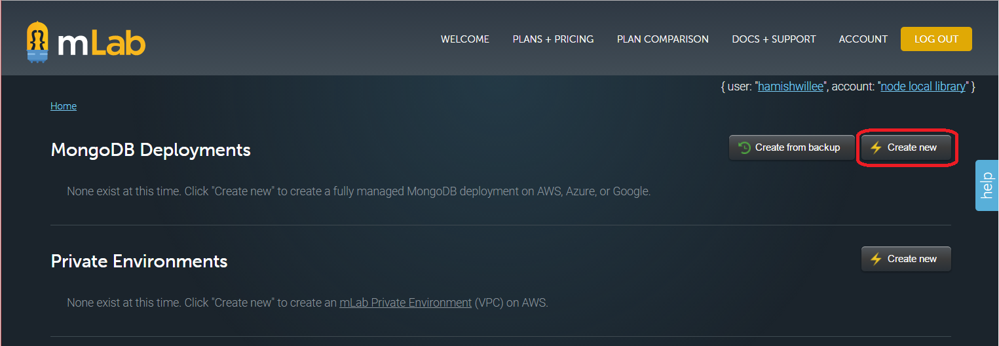 mLab
WELCOME PLANS + PRICING PLAN COMPARISON DOCS + SUPPORT ACCOUNT LOG OUT
{ user: "hamishwillee", account: "node local library" }
Home
MongoDB Deployments
Create from backup
Create new
help
None exist at this time. Click "Create new" to create a fully managed MongoDB deployment on AWS, Azure, or Google.
Private Environments
Create new
None exist at this time. Click "Create new" to create an mLab Private Environment (VPC) on AWS.